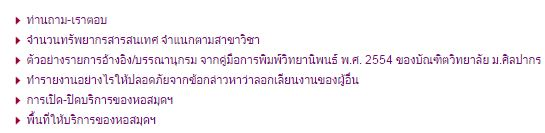 ท่านถาม-เราตอบ
จำนวนทรัพยากรสารสนเทศ จำแนกตามสาขาวิชา
ตัวอย่างรายการอ้างอิง/บรรณานุกรม จากคู่มือการพิมพ์วิทยานิพนธ์ พ.ศ. 2554 ของบัณฑิตวิทยาลัย ม.ศิลปากร
ทำรายงานอย่างไรให้ปลอดภัยจากข้อกล่าวหาว่าลอกเลียนงานของผู้อื่น
การเปิด-ปิดบริการของหอสมุดฯ
พื้นที่ให้บริการของหอสมุดฯ